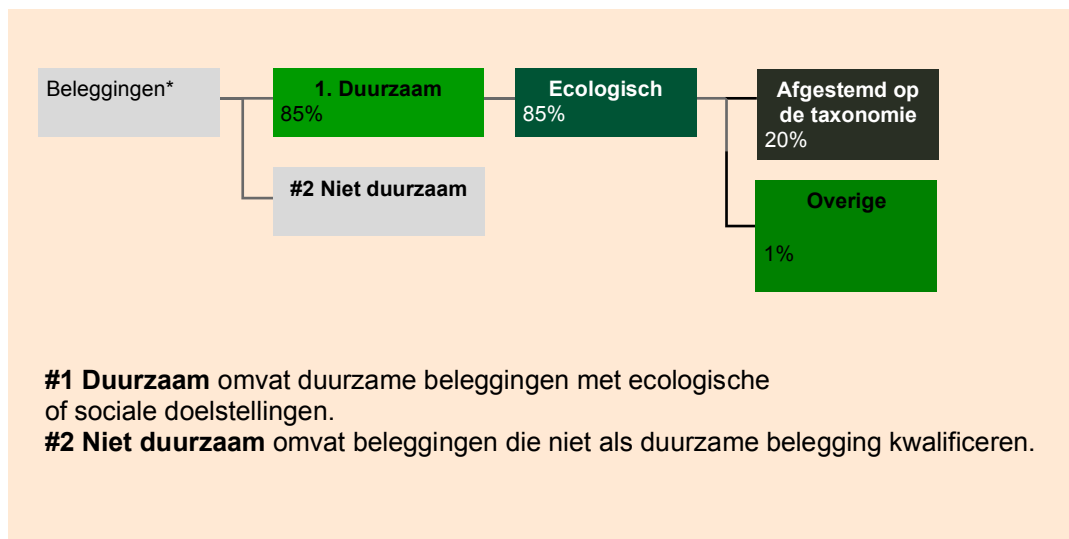 Beleggingen*
1. Duurzaam
85%
Ecologisch
85%
Afgestemd op
de taxonomie
20%
#2 Niet duurzaam
Overige
1%
#1 Duurzaam omvat duurzame beleggingen met ecologische
of sociale doelstellingen.
#2 Niet duurzaam omvat beleggingen die niet als duurzame belegging kwalificeren.